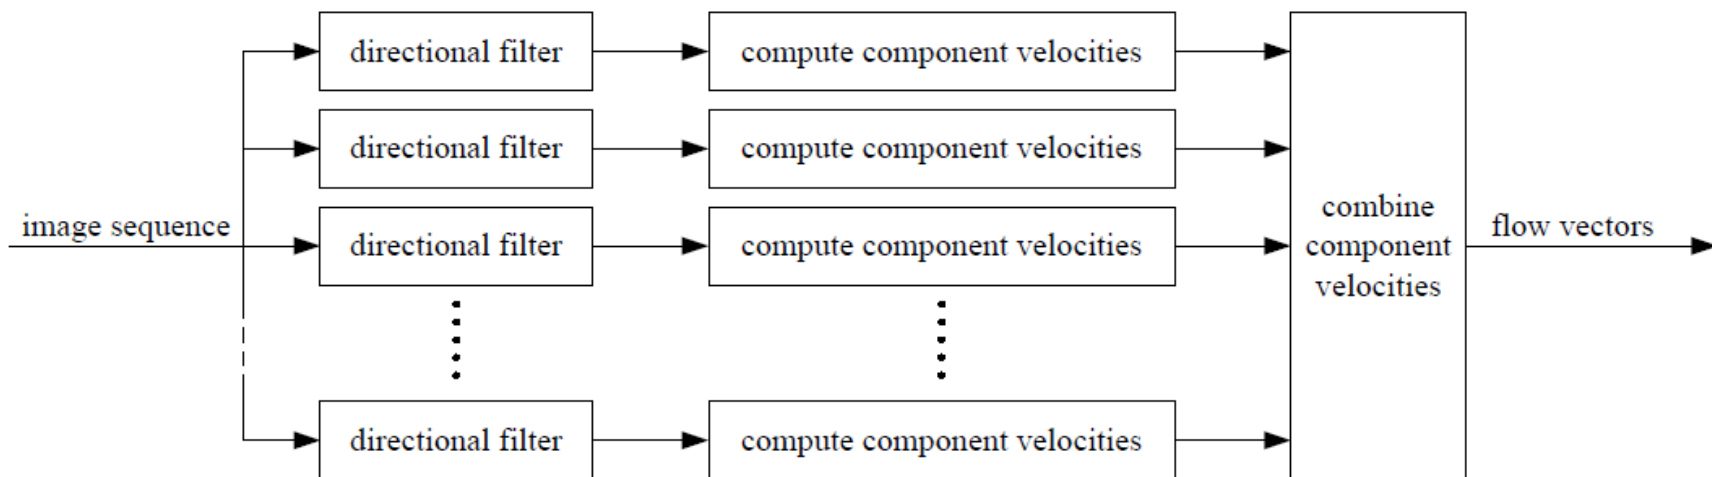 directional filter
compute component velocities
directional filter
compute component velocities
image sequence
directional filter
compute component velocities
combine
component
velocities
flow vectors
directional filter
compute component velocities